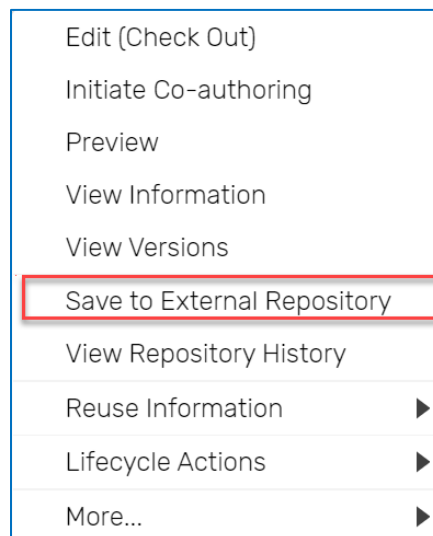 Edit (Check Out)
Initiate Co-authoring
Preview
View Information
View Versions
Save to External Repository
View Repository History
Reuse Information
Lifecycle Actions
More...